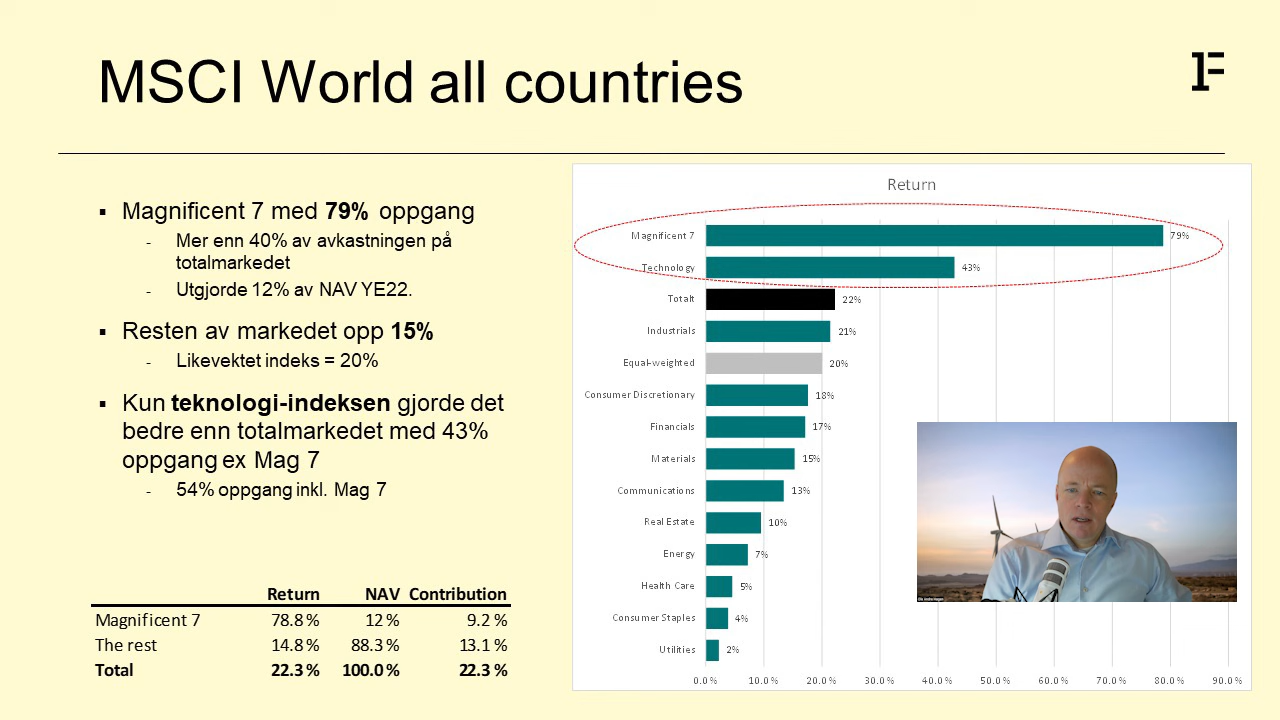 MSCI World all countries
1F
▪ Magnificent 7 med 79% oppgang
- Mer enn 40% av avkastningen på
totalmarkedet
- Utgjorde 12% av NAV YE22.
▪ Resten av markedet opp 15%
- Likevektet indeks = 20%
▪ Kun teknologi-indeksen gjorde det
bedre enn totalmarkedet med 43%
oppgang ex Mag 7
- 54% oppgang inkl. Mag 7
Return NAV Contribution
Magnificent 7 78.8 % 12 % 9.2 %
The rest 14.8 % 88.3 % 13.1 %
Total 22.3 % 100.0 % 22.3 %
Return
Magnificent 7 79%
Technology 43%
Totalt 22%
Industrials 21%
Equal-weighted 20%
Consumer Discretionary 18%
Financials 17%
Materials 15%
Communications 13%
Real Estate 10%
Energy 7%
Health Care 5%
Consumer Staples 4%
Utilities 2%
0.0 % 10.0 % 20.0 % 30.0 % 40.0 % 50.0 % 60.0 % 70.0 % 80.0 % 90.0 %